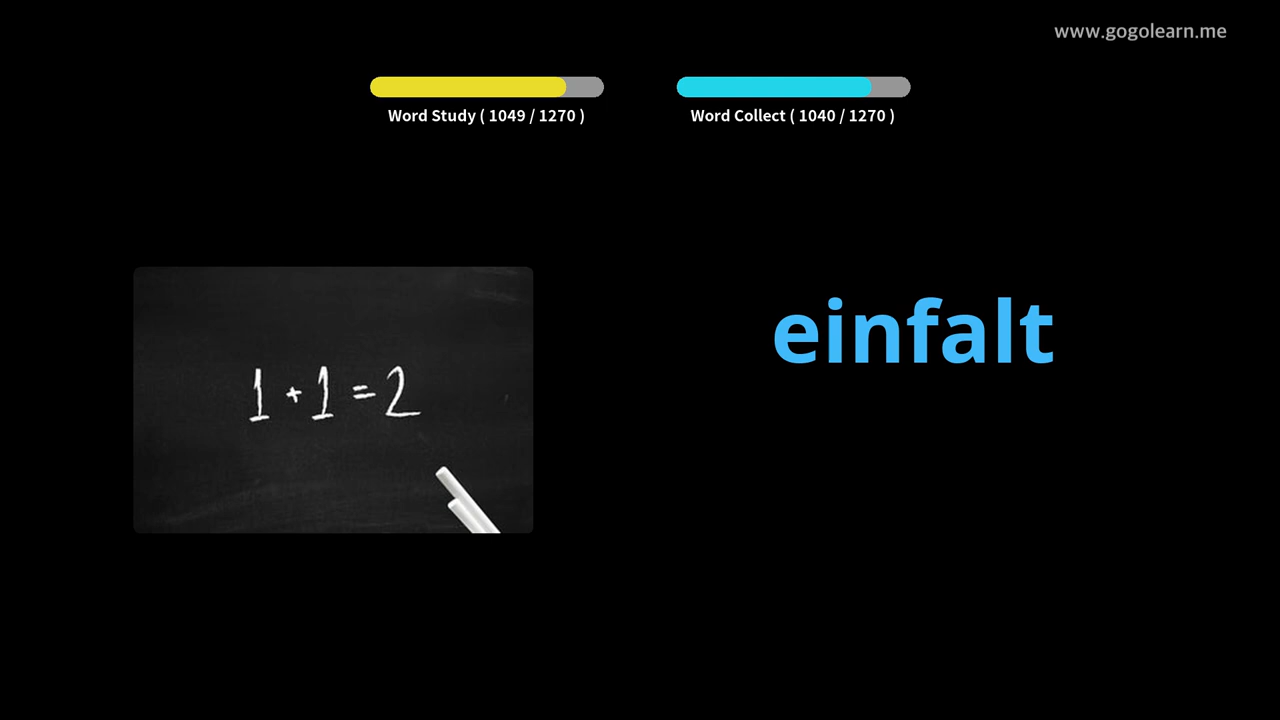 www.gogolearn.me
Word Study ( 1049 / 1270 )
Word Collect ( 1040 / 1270 )
einfalt
1 + 1 = 2